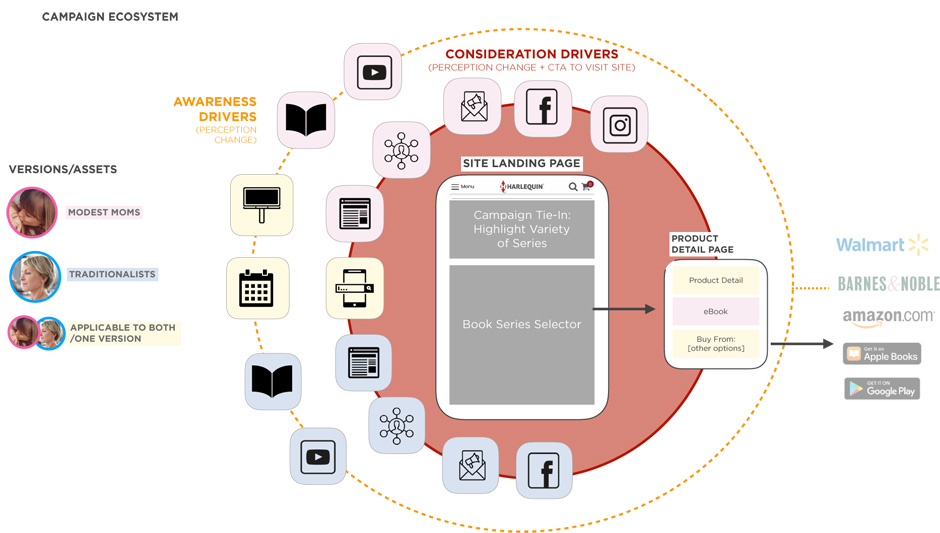 CAMPAIGN ECOSYSTEM
CONSIDERATION DRIVERS
(PERCEPTION CHANGE + CTA TO VISIT SITE)
AWARENESS
DRIVERS
(PERCEPTION
CHANGE)
VERSIONS/ASSETS
MODEST MOMS
TRADITIONALISTS
APPLICABLE TO BOTH
/ONE VERSION
SITE LANDING PAGE
Menu
HARLEQUIN
Campaign Tie-In:
Highlight Variety
of Series
Book Series Selector
PRODUCT
DETAIL PAGE
Product Detail
eBook
Buy From:
[other options]
Walmart
BARNES & NOBLE
amazon.com
Get it on
Apple Books
GET IT ON
Google Play